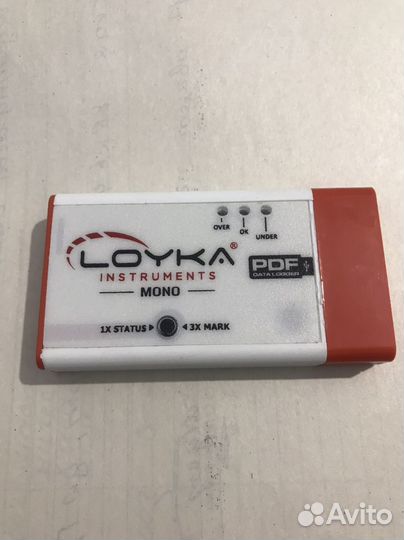 OVER OK UNDER
LOYKA®
INSTRUMENTS
MONO
PDF
DATA LOGGER
1X STATUS ▶ ◀ 3X MARK
Avito